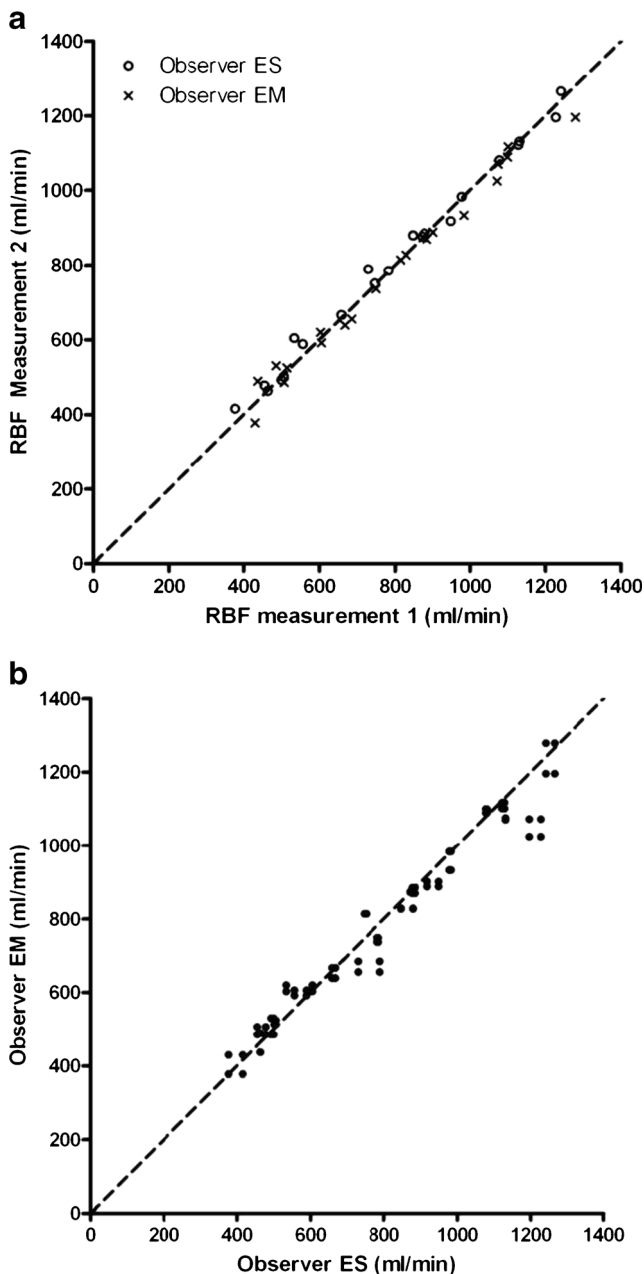 a
Observer ES
Observer EM
1400
1200
1000
800
600
400
200
0
RBF Measurement 2 (ml/min)
0 200 400 600 800 1000 1200 1400
RBF measurement 1 (ml/min)
b
1400
1200
1000
800
600
400
200
0
Observer EM (ml/min)
0 200 400 600 800 1000 1200 1400
Observer ES (ml/min)